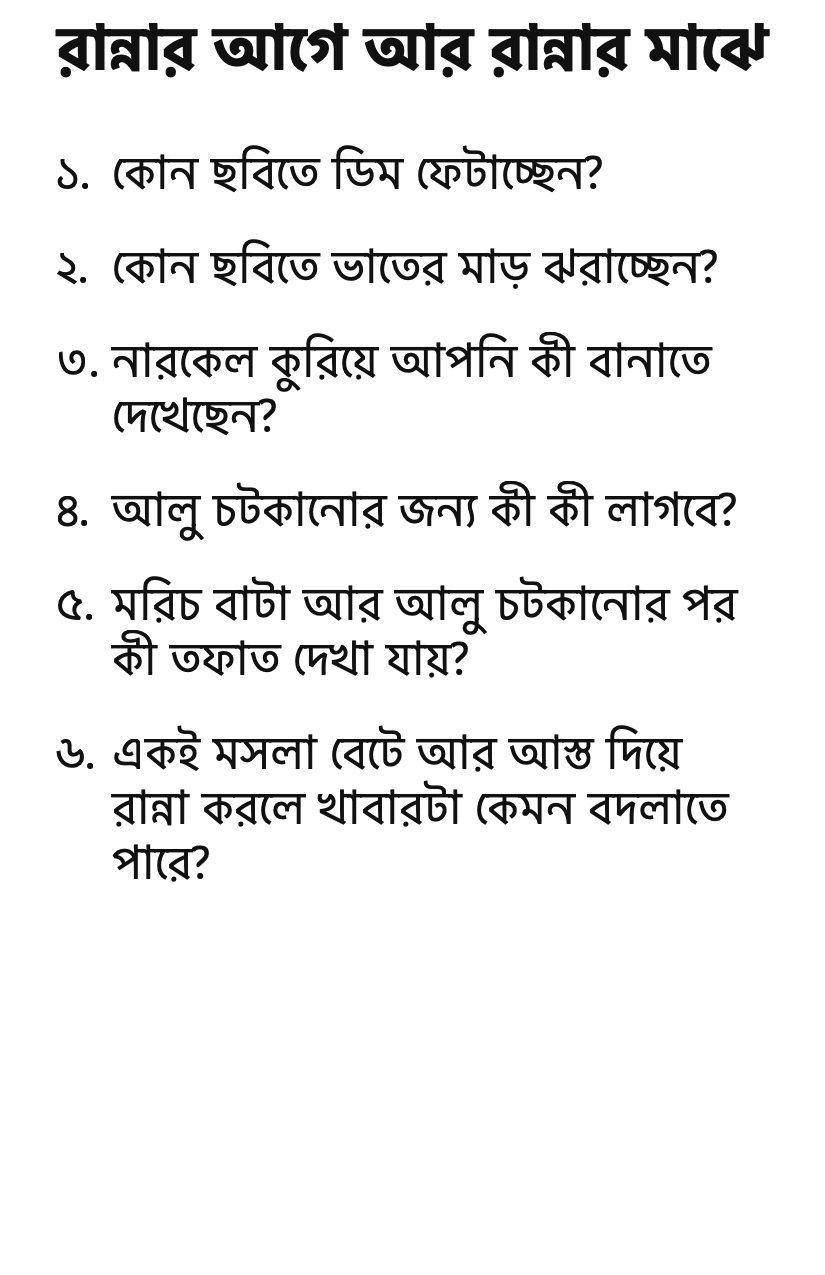 রান্নার আগে আর রান্নার মাঝে
১. কোন ছবিতে ডিম ফেটাচ্ছেন?
২. কোন ছবিতে ভাতের মাড় ঝরাচ্ছেন?
৩. নারকেল কুরিয়ে আপনি কী বানাতে
দেখেছেন?
৪. আলু চটকানোর জন্য কী কী লাগবে?
৫. মরিচ বাটা আর আলু চটকানোর পর
কী তফাত দেখা যায়?
৬. একই মসলা বেটে আর আস্ত দিয়ে
রান্না করলে খাবারটা কেমন বদলাতে
পারে?